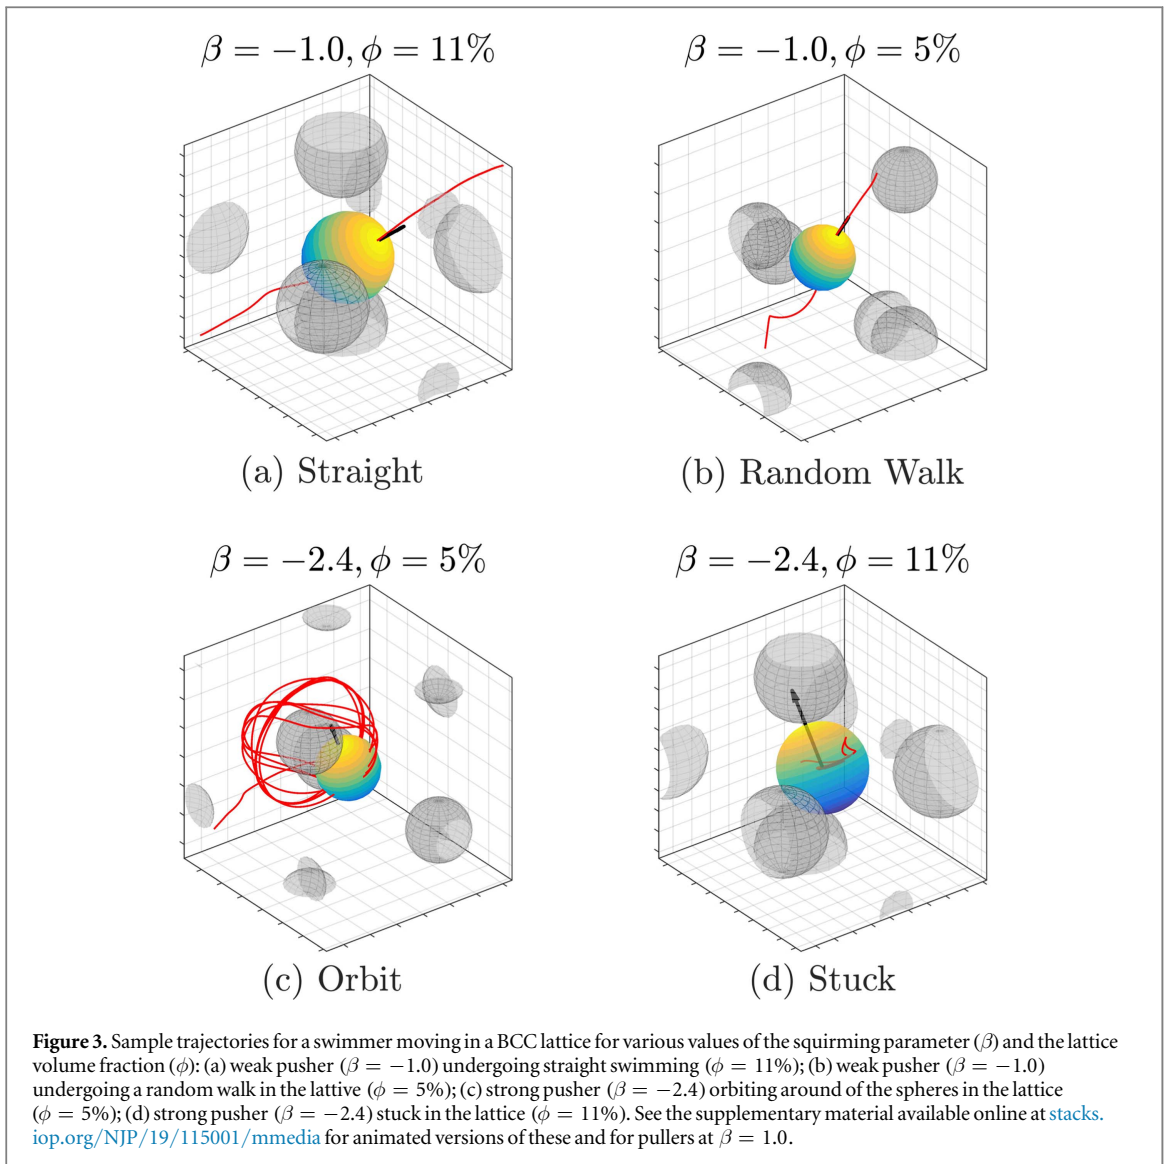 β = −1.0, ϕ = 11%
β = −1.0, ϕ = 5%
(a) Straight
(b) Random Walk
β = −2.4, ϕ = 5%
β = −2.4, ϕ = 11%
(c) Orbit
(d) Stuck
Figure 3. Sample trajectories for a swimmer moving in a BCC lattice for various values of the squirming parameter (β) and the lattice
volume fraction (ϕ): (a) weak pusher (β = −1.0) undergoing straight swimming (ϕ = 11%); (b) weak pusher (β = −1.0)
undergoing a random walk in the lattive (ϕ = 5%); (c) strong pusher (β = −2.4) orbiting around of the spheres in the lattice
(ϕ = 5%); (d) strong pusher (β = −2.4) stuck in the lattice (ϕ = 11%). See the supplementary material available online at stacks.
iop.org/NJP/19/115001/mmedia for animated versions of these and for pullers at β = 1.0.